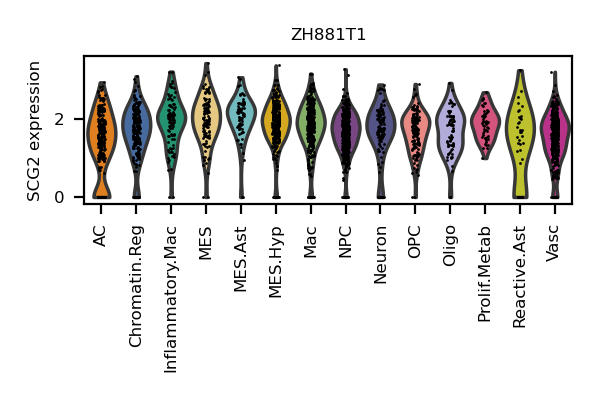 ZH881T1
SCG2 expression
2
0
AC
Chromatin.Reg
Inflammatory.Mac
MES
MES.Ast
MES.Hyp
Mac
NPC
Neuron
OPC
Oligo
Prolif.Metab
Reactive.Ast
Vasc